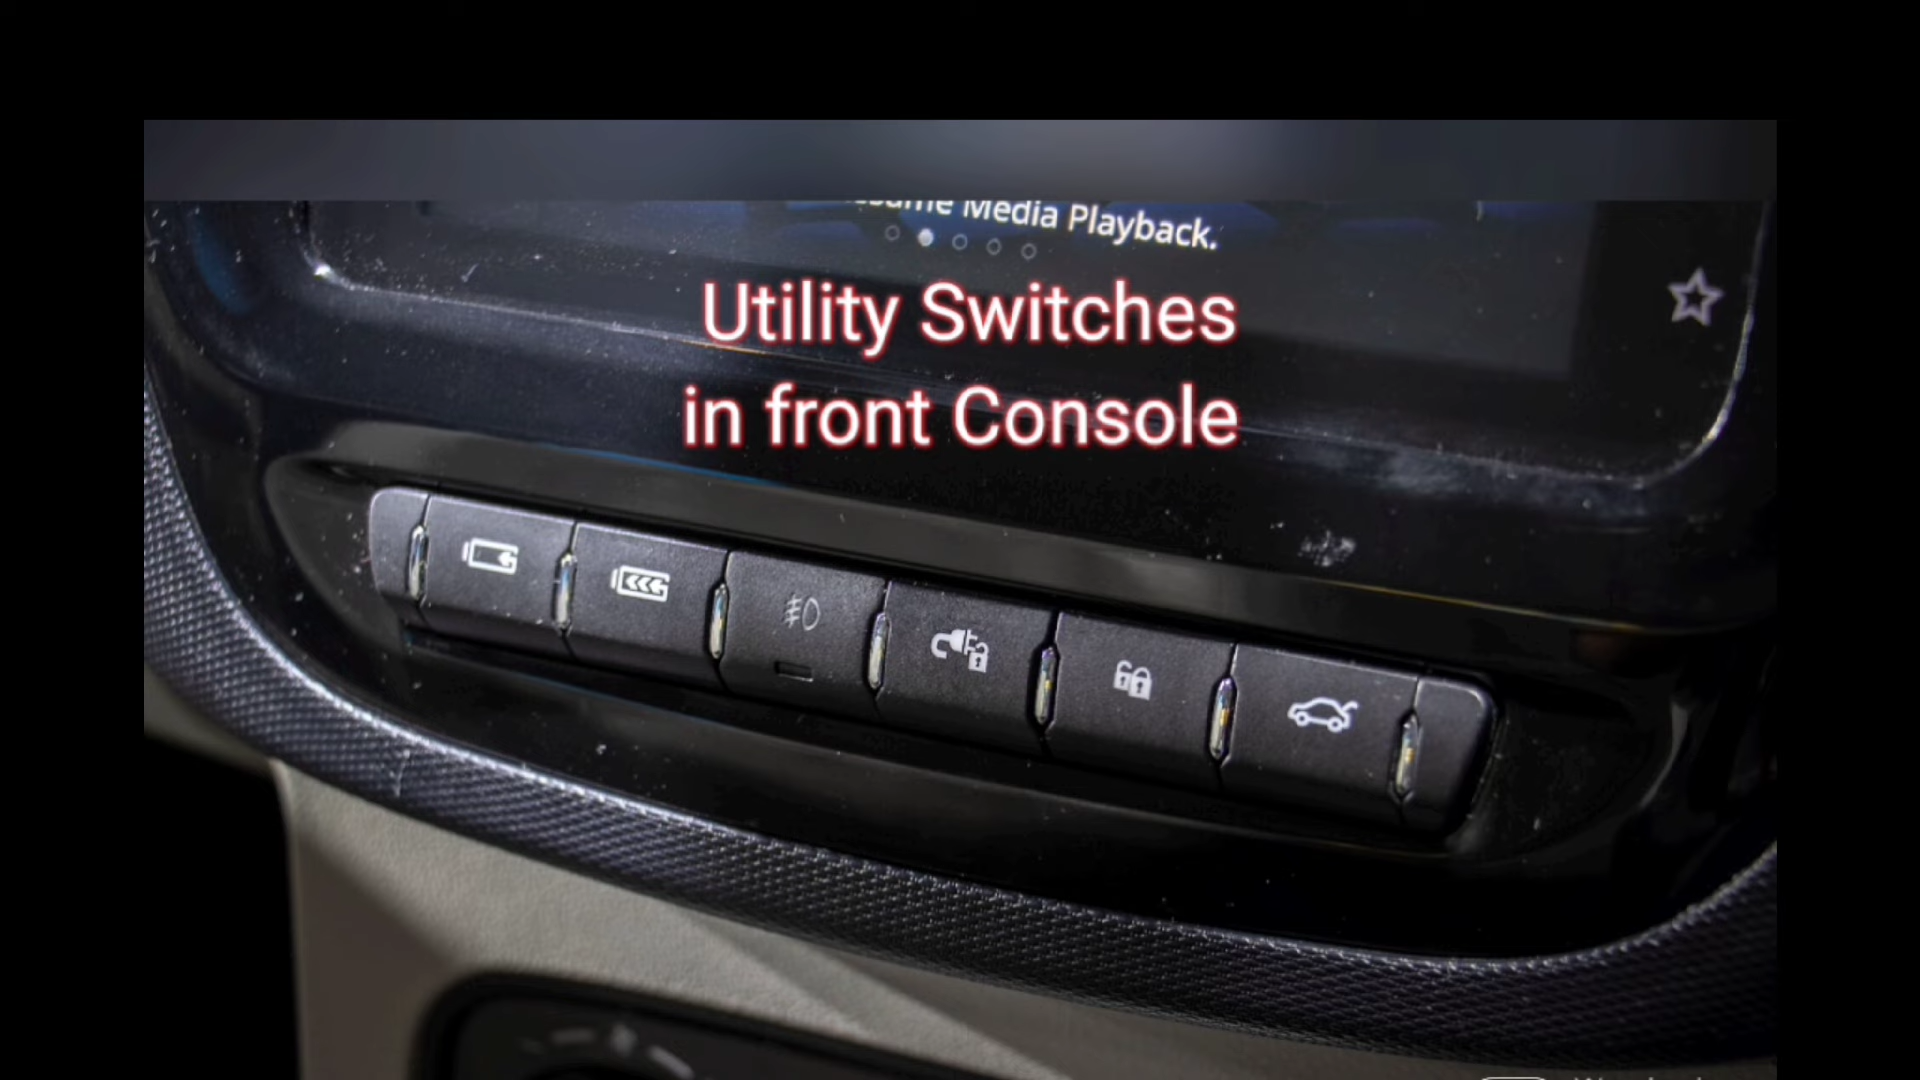 Media Playback.
Utility Switches
in front Console